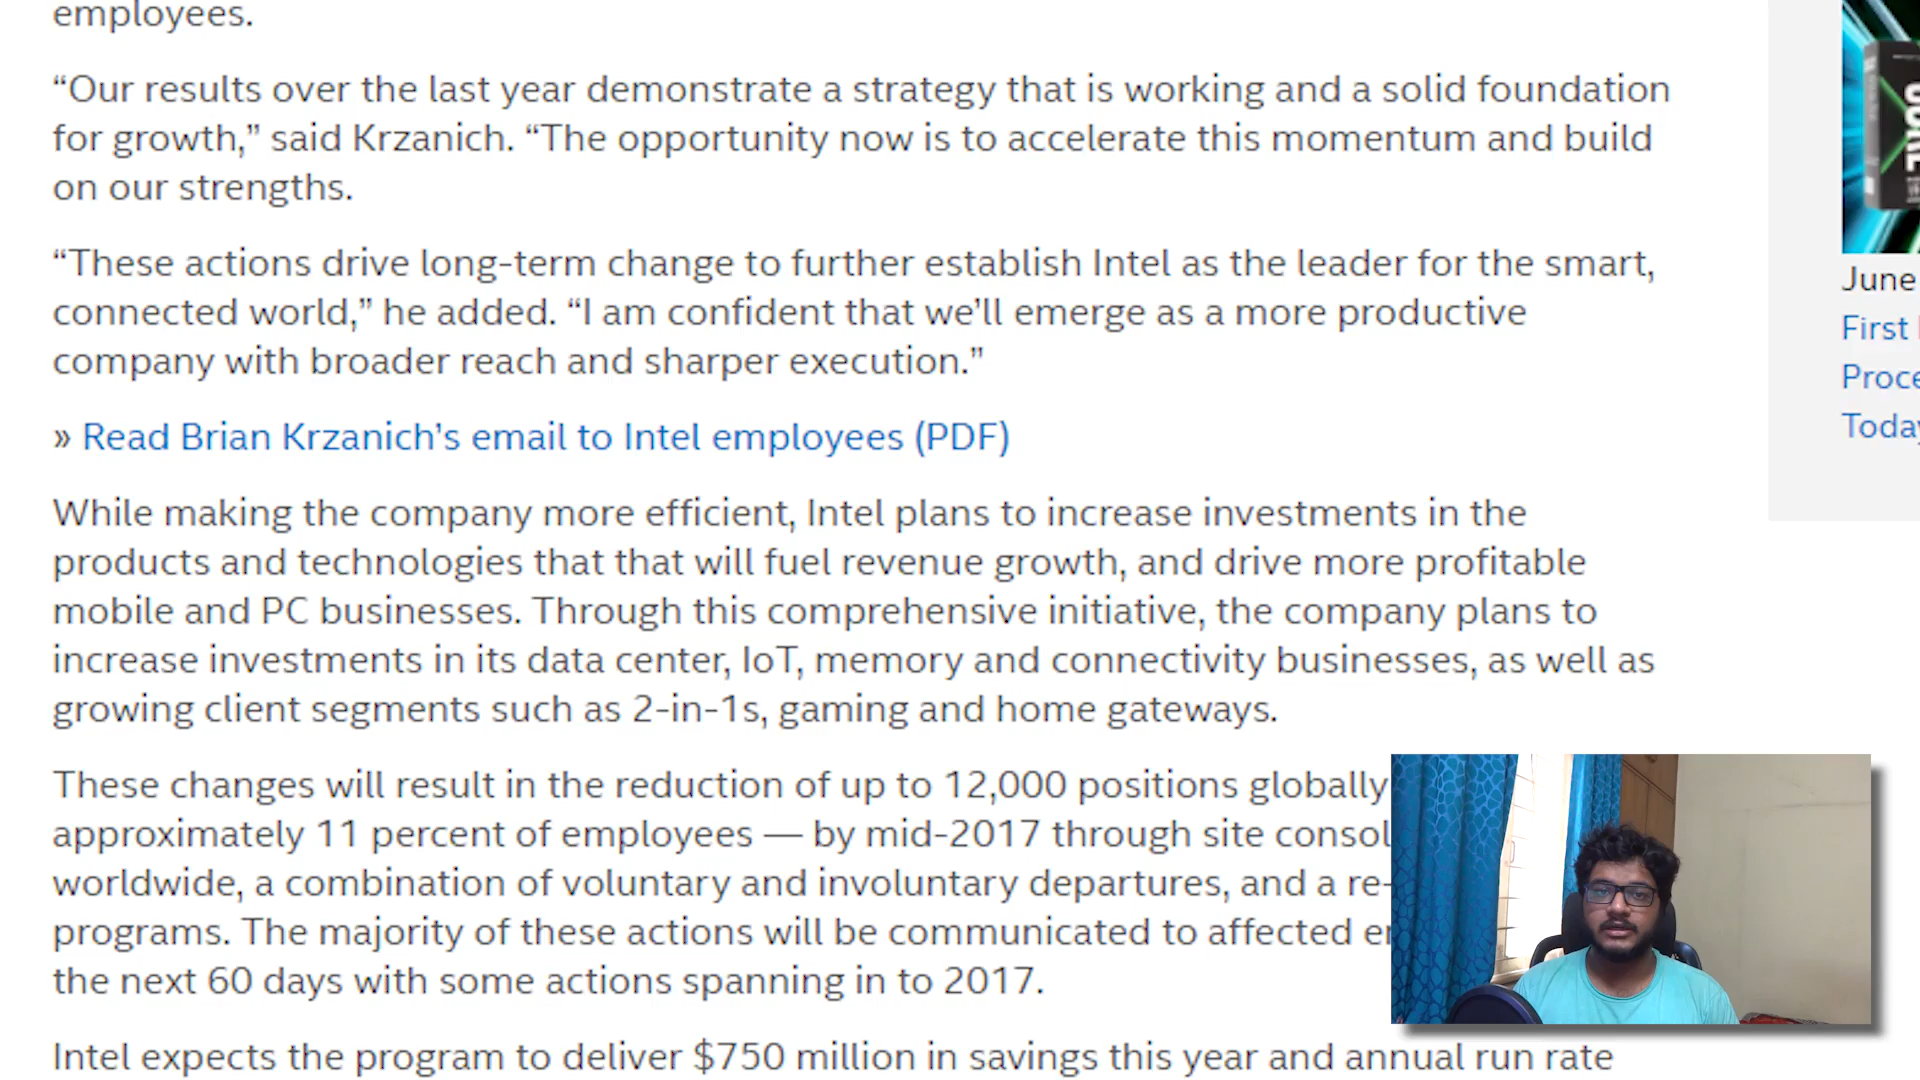 employees.
“Our results over the last year demonstrate a strategy that is working and a solid foundation
for growth,” said Krzanich. “The opportunity now is to accelerate this momentum and build
on our strengths.
“These actions drive long-term change to further establish Intel as the leader for the smart,
connected world,” he added. “I am confident that we’ll emerge as a more productive
company with broader reach and sharper execution.”
» Read Brian Krzanich’s email to Intel employees (PDF)
While making the company more efficient, Intel plans to increase investments in the
products and technologies that that will fuel revenue growth, and drive more profitable
mobile and PC businesses. Through this comprehensive initiative, the company plans to
increase investments in its data center, IoT, memory and connectivity businesses, as well as
growing client segments such as 2-in-1s, gaming and home gateways.
These changes will result in the reduction of up to 12,000 positions globally
approximately 11 percent of employees — by mid-2017 through site consol
worldwide, a combination of voluntary and involuntary departures, and a re-
programs. The majority of these actions will be communicated to affected
the next 60 days with some actions spanning in to 2017.
Intel expects the program to deliver $750 million in savings this year and annual run rate
June
First
Proce
Today